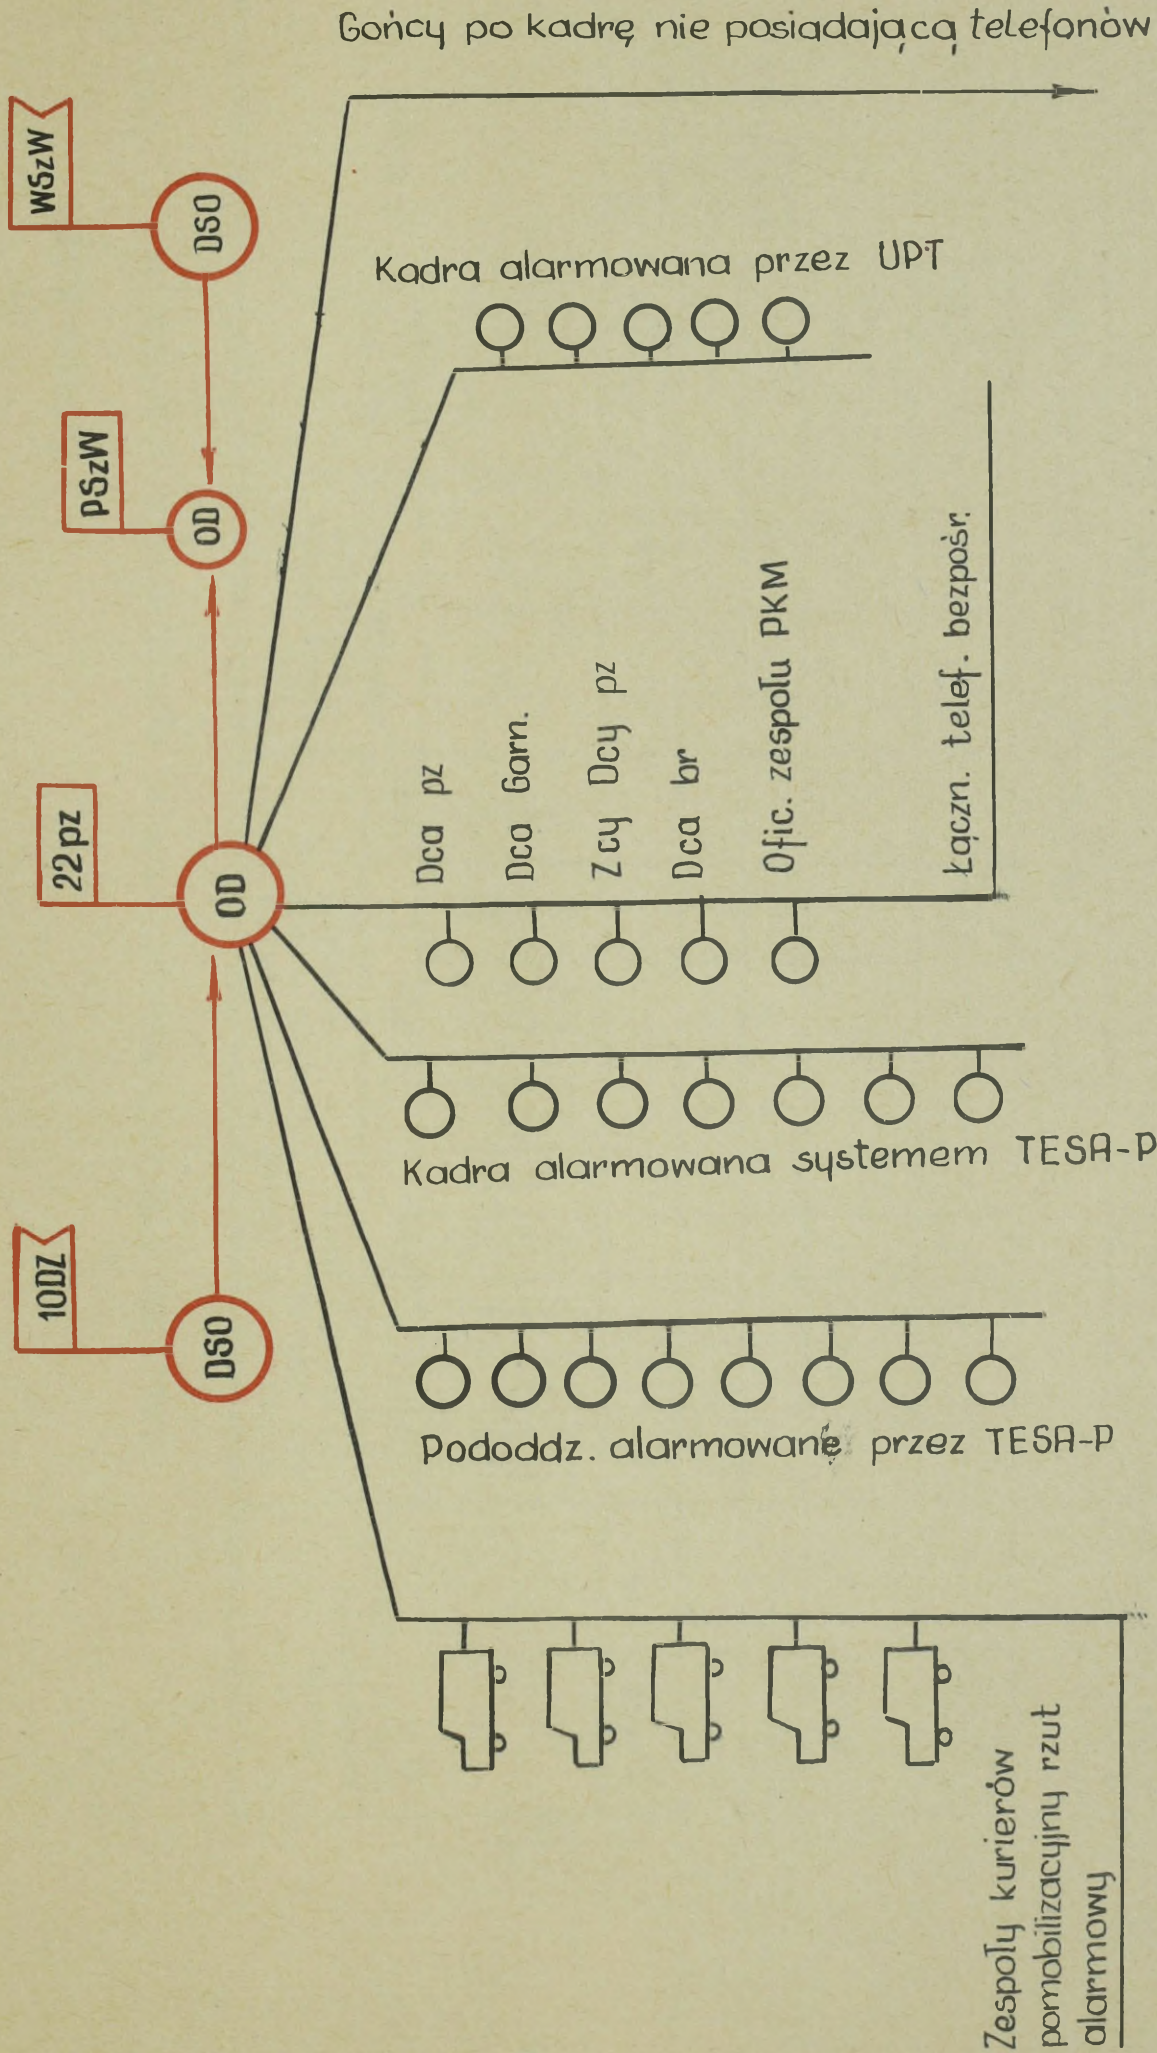 Gońcy po kadrę nie posiadającą telefonów
WSzW
DSO
Kadra alarmowana przez UPT
PSzW
OD
22pz
OD
Dca pz
Dca Garn.
Zcy Dcy pz
Dca br
Ofic. zespołu PKM
Łączn. telef. bezpośr.
Kadra alarmowana systemem TESA-P
10DZ
DSO
Pododdz. alarmowane przez TESA-P
Zespoły kurierów
pomobilizacyjny rzut
alarmowy